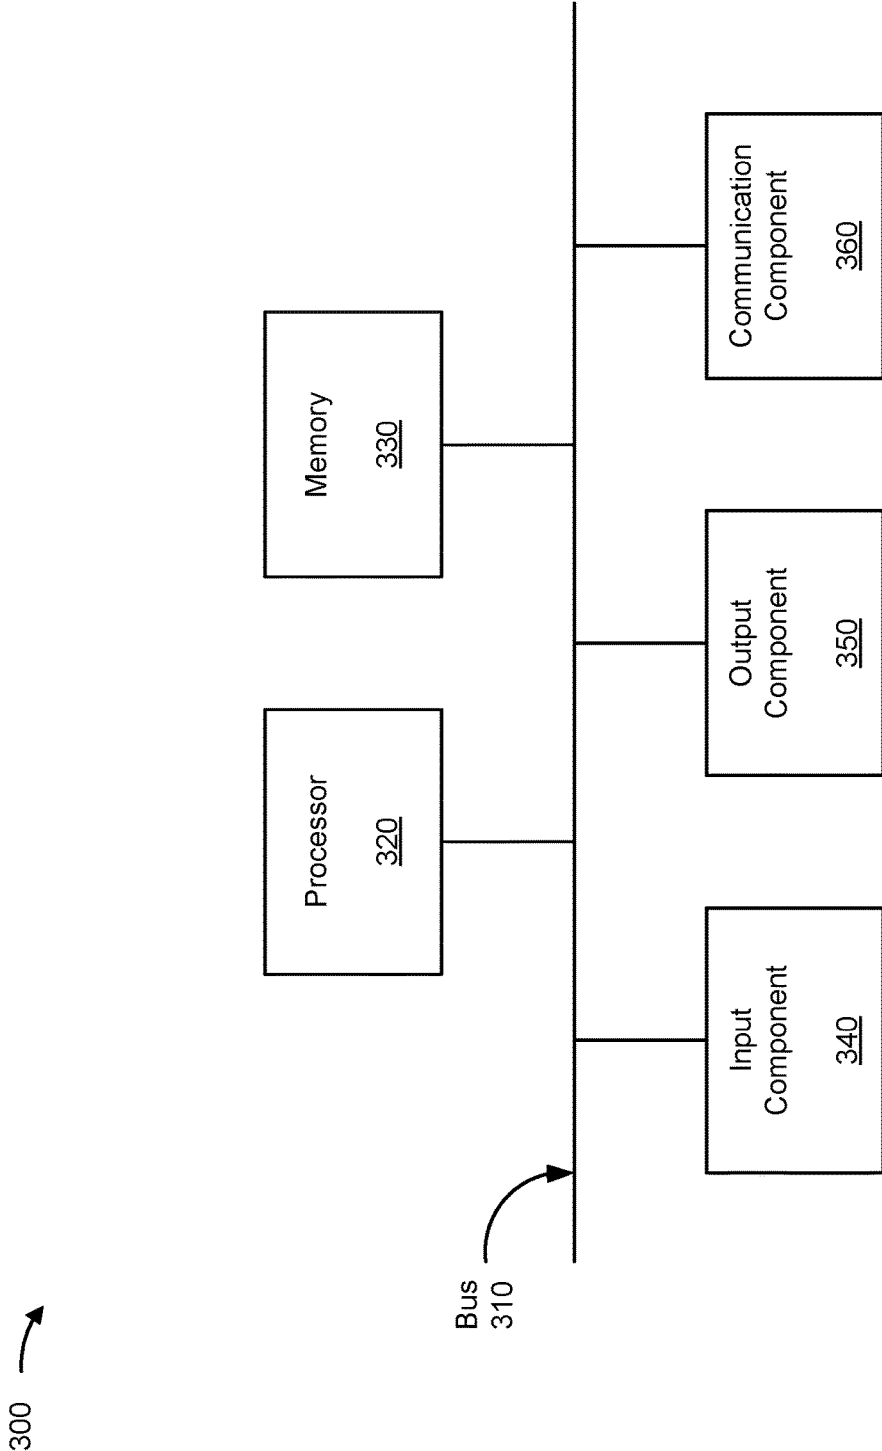 300
Bus
310
Processor
320
Memory
330
Input
Component
340
Output
Component
350
Communication
Component
360